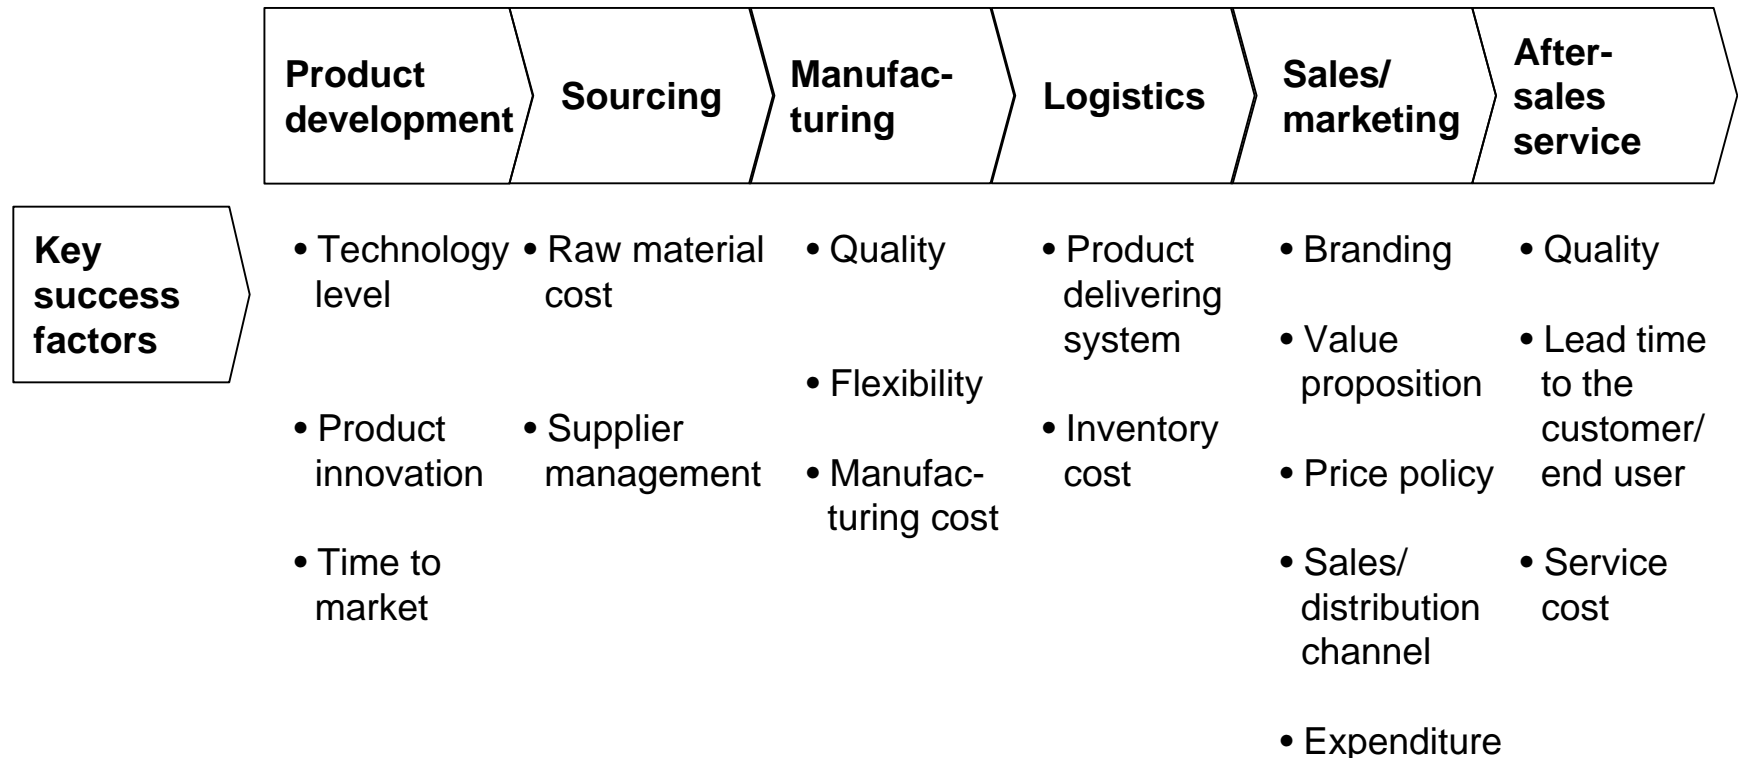 Product
development
Sourcing
Manufac-
turing
Logistics
Sales/
marketing
After-
sales
service
Key
success
factors
• Technology
level
• Product
innovation
• Time to
market
• Raw material
cost
• Supplier
management
• Quality
• Flexibility
• Manufac-
turing cost
• Product
delivering
system
• Inventory
cost
• Branding
• Value
proposition
• Price policy
• Sales/
distribution
channel
• Expenditure
• Quality
• Lead time
to the
customer/
end user
• Service
cost